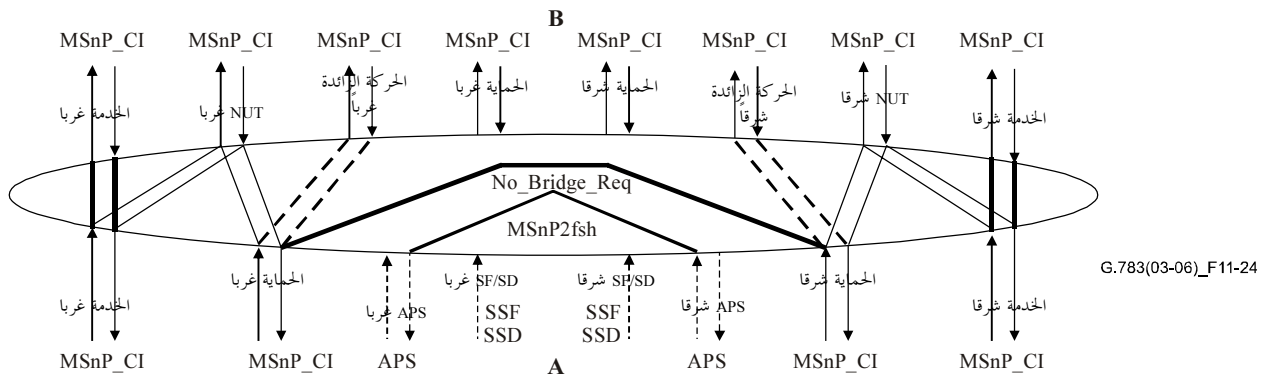 B
MSnP_CI MSnP_CI MSnP_CI MSnP_CI MSnP_CI MSnP_CI MSnP_CI MSnP_CI
الخدمة غربا
NUT غربا
الحركة الزائدة
غرباً
الحماية غربا
الحماية شرقا
الحركة الزائدة
شرقاً
NUT شرقا
الخدمة شرقا
No_Bridge_Req
MSnP2fsh
G.783(03-06)_F11-24
الخدمة غربا
الحماية غربا
APS غربا
SF/SD غربا
SF/SD شرقا
APS شرقا
الحماية شرقا
الخدمة شرقا
SSF SSF
SSD SSD
MSnP_CI MSnP_CI APS APS MSnP_CI MSnP_CI
A